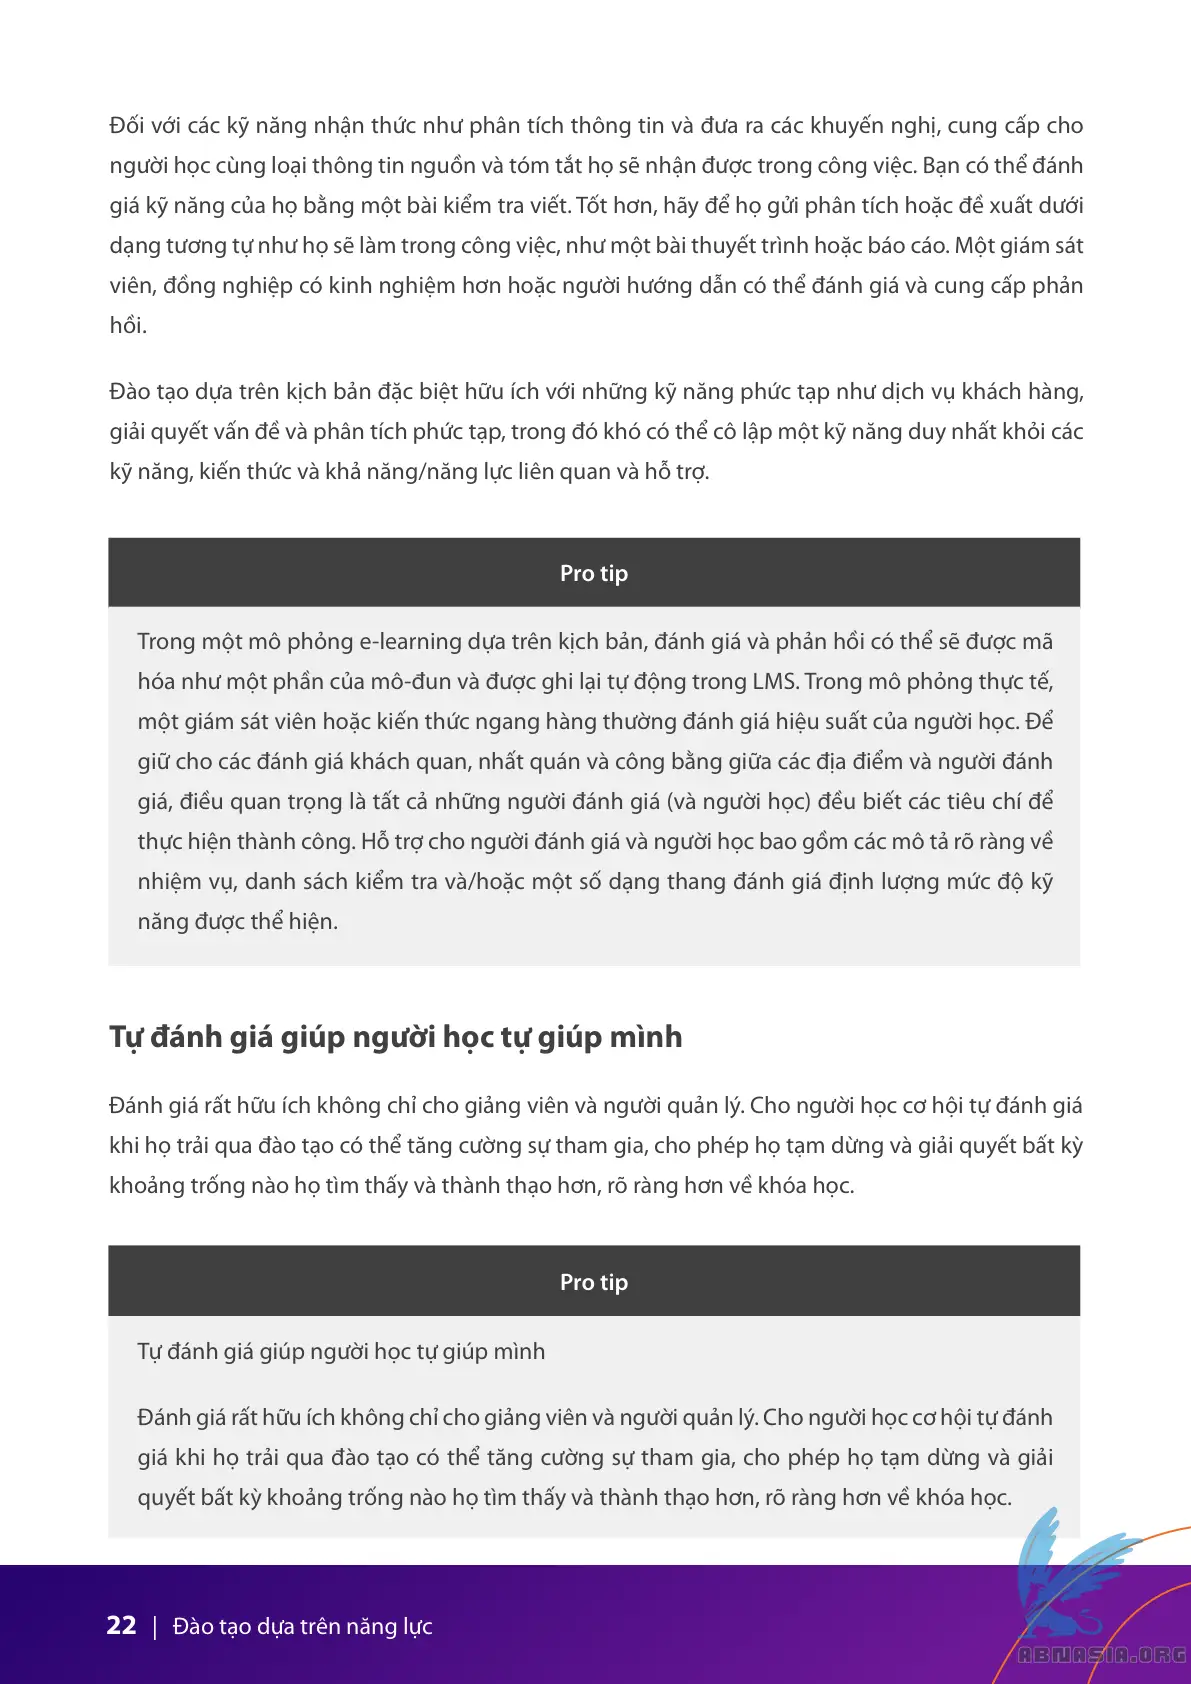 Đối với các kỹ năng nhận thức như phân tích thông tin và đưa ra các khuyến nghị, cung cấp cho
người học cùng loại thông tin nguồn và tóm tắt họ sẽ nhận được trong công việc. Bạn có thể đánh
giá kỹ năng của họ bằng một bài kiểm tra viết. Tốt hơn, hãy để họ gửi phân tích hoặc đề xuất dưới
dạng tương tự như họ sẽ làm trong công việc, như một bài thuyết trình hoặc báo cáo. Một giám sát
viên, đồng nghiệp có kinh nghiệm hơn hoặc người hướng dẫn có thể đánh giá và cung cấp phản
hồi.
Đào tạo dựa trên kịch bản đặc biệt hữu ích với những kỹ năng phức tạp như dịch vụ khách hàng,
giải quyết vấn đề và phân tích phức tạp, trong đó khó có thể cô lập một kỹ năng duy nhất khỏi các
kỹ năng, kiến thức và khả năng/năng lực liên quan và hỗ trợ.
Pro tip
Trong một mô phỏng e-learning dựa trên kịch bản, đánh giá và phản hồi có thể sẽ được mã
hóa như một phần của mô-đun và được ghi lại tự động trong LMS. Trong mô phỏng thực tế,
một giám sát viên hoặc kiến thức ngang hàng thường đánh giá hiệu suất của người học. Để
giữ cho các đánh giá khách quan, nhất quán và công bằng giữa các địa điểm và người đánh
giá, điều quan trọng là tất cả những người đánh giá (và người học) đều biết các tiêu chí để
thực hiện thành công. Hỗ trợ cho người đánh giá và người học bao gồm các mô tả rõ ràng về
nhiệm vụ, danh sách kiểm tra và/hoặc một số dạng thang đánh giá định lượng mức độ kỹ
năng được thể hiện.
Tự đánh giá giúp người học tự giúp mình
Đánh giá rất hữu ích không chỉ cho giảng viên và người quản lý. Cho người học cơ hội tự đánh giá
khi họ trải qua đào tạo có thể tăng cường sự tham gia, cho phép họ tạm dừng và giải quyết bất kỳ
khoảng trống nào họ tìm thấy và thành thạo hơn, rõ ràng hơn về khóa học.
Pro tip
Tự đánh giá giúp người học tự giúp mình
Đánh giá rất hữu ích không chỉ cho giảng viên và người quản lý. Cho người học cơ hội tự đánh
giá khi họ trải qua đào tạo có thể tăng cường sự tham gia, cho phép họ tạm dừng và giải
quyết bất kỳ khoảng trống nào họ tìm thấy và thành thạo hơn, rõ ràng hơn về khóa học.
22 | Đào tạo dựa trên năng lực
ABNASIA.ORG